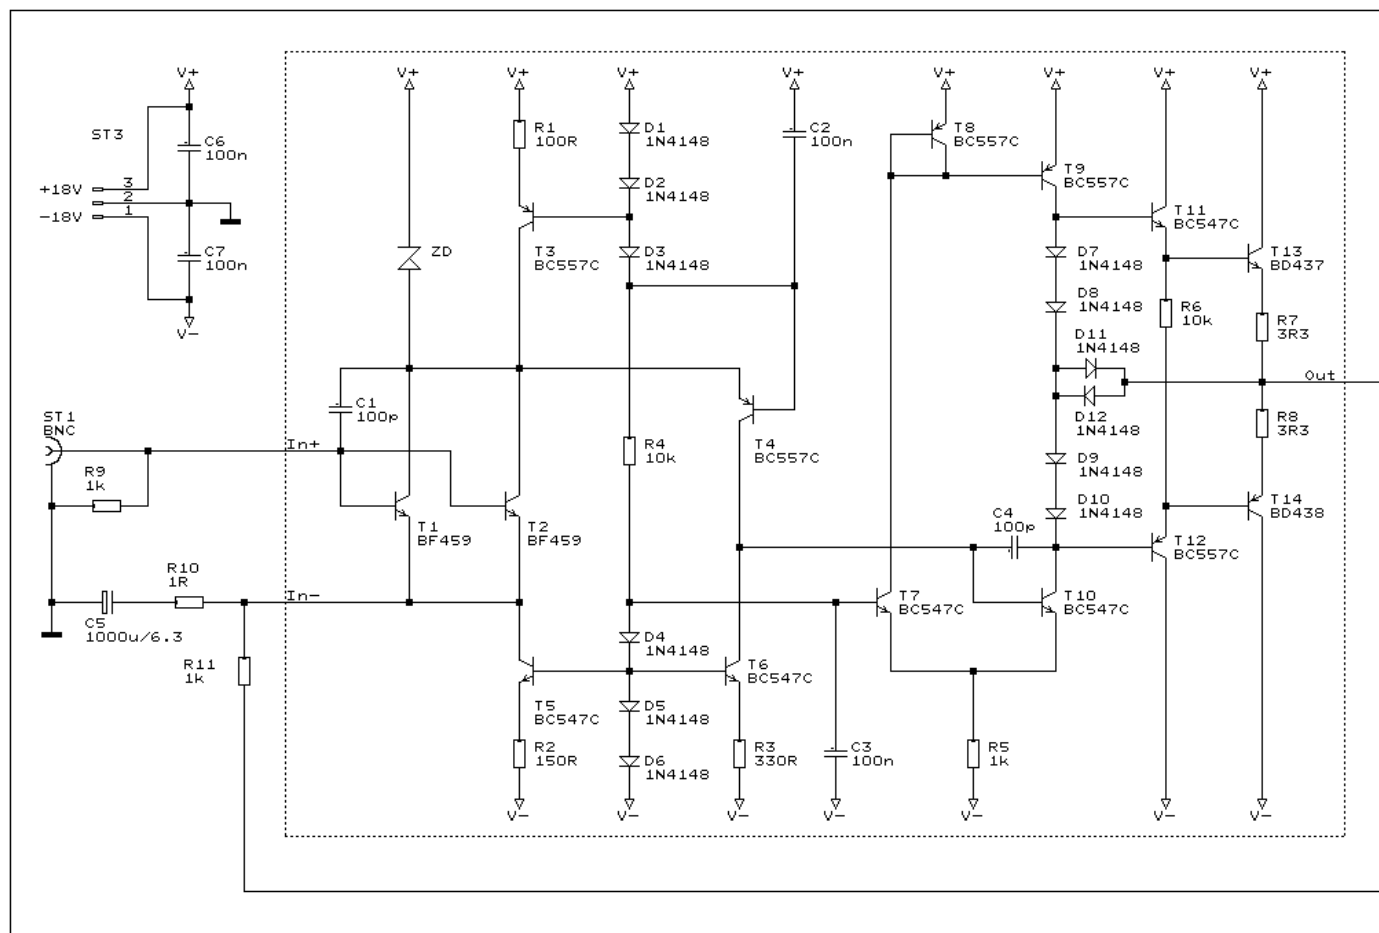 V+
V+
V+
V+
V+
V+
V+
V+
V+
ST3
C6
100n
R1
100R
D1
1N4148
C2
100n
T8
BC557C
D2
1N4148
T9
BC557C
+18V
3
2
-18V
1
T11
BC547C
C7
100n
ZD
T3
BC557C
D3
1N4148
D7
1N4148
T13
BD437
D8
1N4148
R6
10k
R7
3R3
V-
D11
1N4148
Out
C1
100p
ST1
BNC
D12
1N4148
R8
3R3
In+
R4
10k
T4
BC557C
D9
1N4148
R9
1k
D10
1N4148
T14
BD438
C4
100p
T1
BF459
T2
BF459
T12
BC557C
R10
1R
In-
T7
BC547C
T10
BC547C
C5
1000u/6.3
D4
1N4148
R11
1k
T6
BC547C
T5
BC547C
D5
1N4148
R2
150R
D6
1N4148
R3
330R
C3
100n
R5
1k
V-
V-
V-
V-
V-
V-
V-